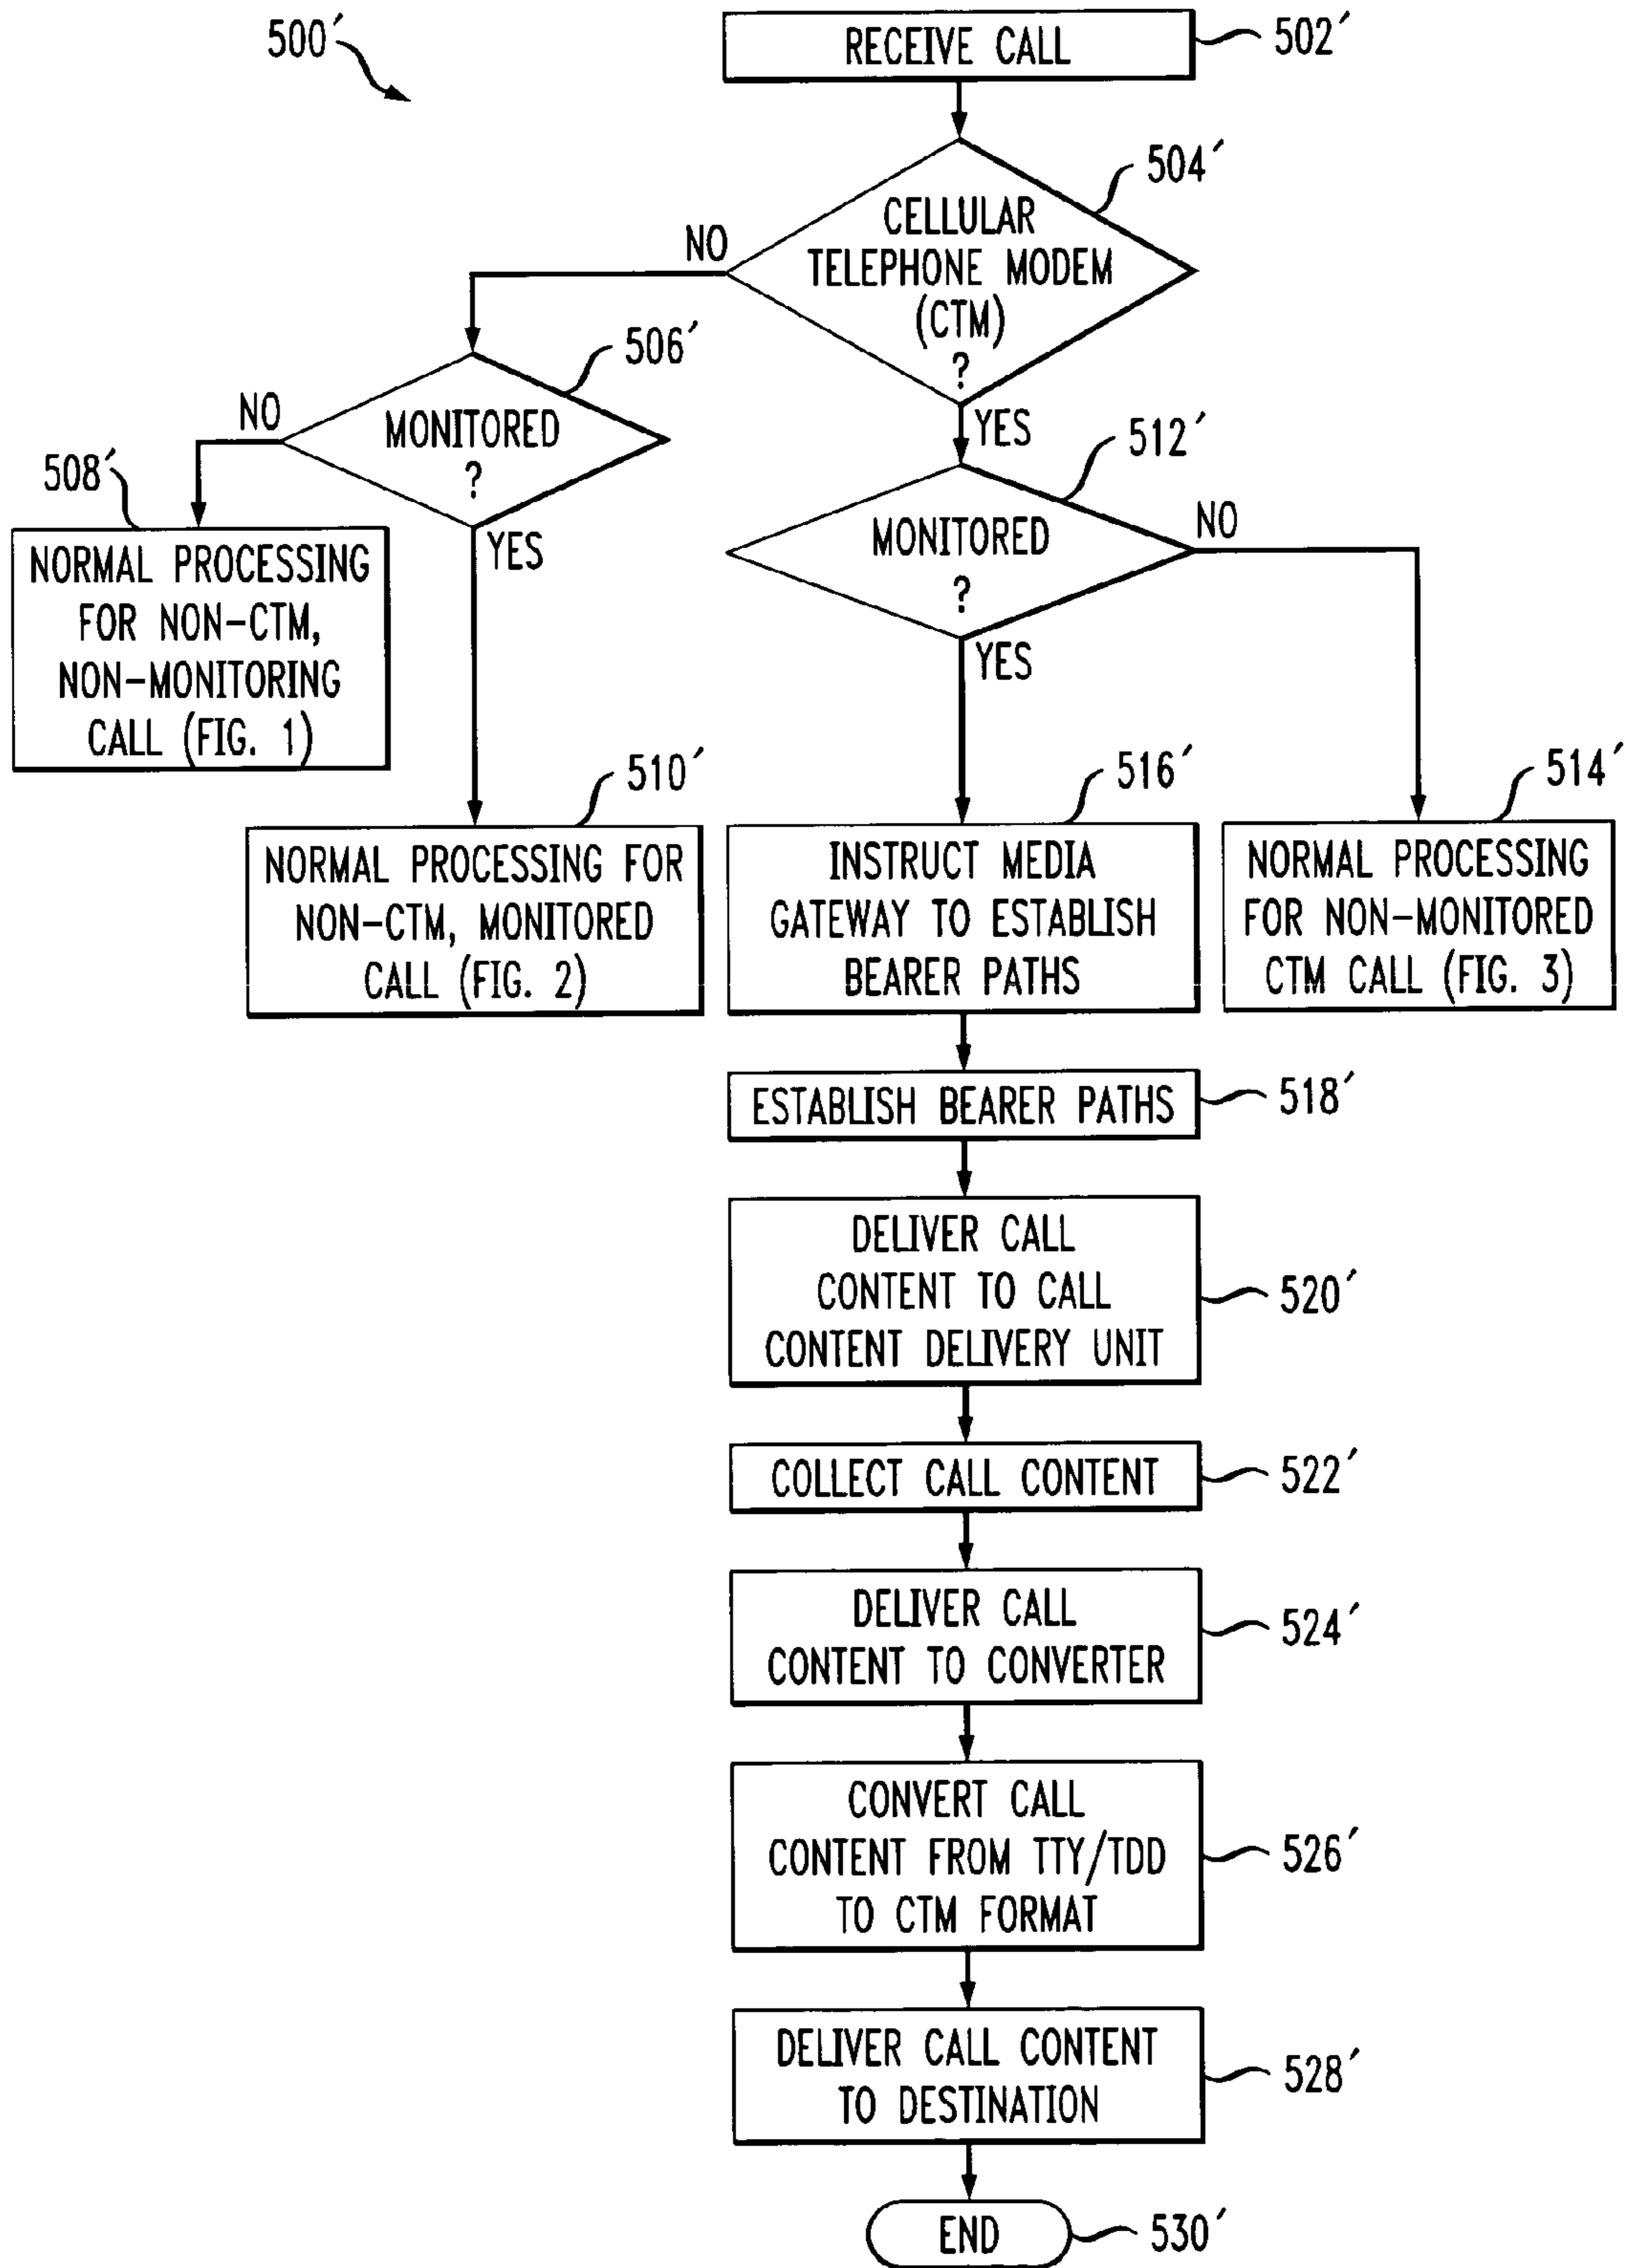 500′
RECEIVE CALL
502′
504′
CELLULAR
TELEPHONE MODEM
(CTM)
?
NO
YES
506′
MONITORED
?
NO
YES
508′
NORMAL PROCESSING
FOR NON-CTM,
NON-MONITORING
CALL (FIG. 1)
510′
NORMAL PROCESSING FOR
NON-CTM, MONITORED
CALL (FIG. 2)
512′
MONITORED
?
NO
YES
514′
NORMAL PROCESSING
FOR NON-MONITORED
CTM CALL (FIG. 3)
516′
INSTRUCT MEDIA
GATEWAY TO ESTABLISH
BEARER PATHS
ESTABLISH BEARER PATHS
518′
DELIVER CALL
CONTENT TO CALL
CONTENT DELIVERY UNIT
520′
COLLECT CALL CONTENT
522′
DELIVER CALL
CONTENT TO CONVERTER
524′
CONVERT CALL
CONTENT FROM TTY/TDD
TO CTM FORMAT
526′
DELIVER CALL CONTENT
TO DESTINATION
528′
END
530′